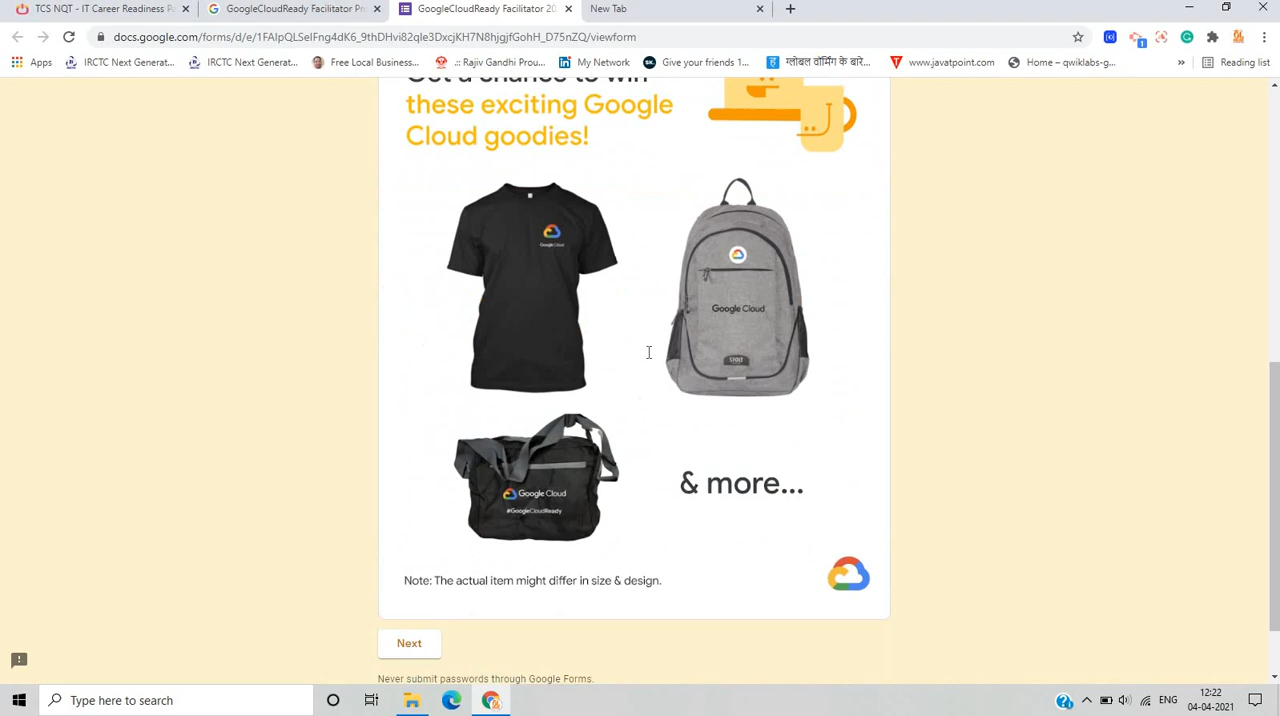 TCS NQT - IT Career Readiness Pa
GoogleCloudReady Facilitator Pro
GoogleCloudReady Facilitator 202
New Tab
docs.google.com/forms/d/e/1FAIpQLSelFng4dK6_9thDHvi82qle3DxcjKH7N8hjgjfGohH_D75nZQ/viewform
Apps
IRCTC Next Generat...
IRCTC Next Generat...
Free Local Business...
.:: Rajiv Gandhi Prou...
My Network
Give your friends 1...
ग्लोबल वॉर्मिंग के बारे...
www.javatpoint.com
Home – qwiklabs-g...
»
Reading list
Get a chance to win
these exciting Google
Cloud goodies!
Google Cloud
Google Cloud
Google Cloud
#GoogleCloudReady
& more...
Note: The actual item might differ in size & design.
Next
Never submit passwords through Google Forms.
Type here to search
ENG
12:22
04-04-2021